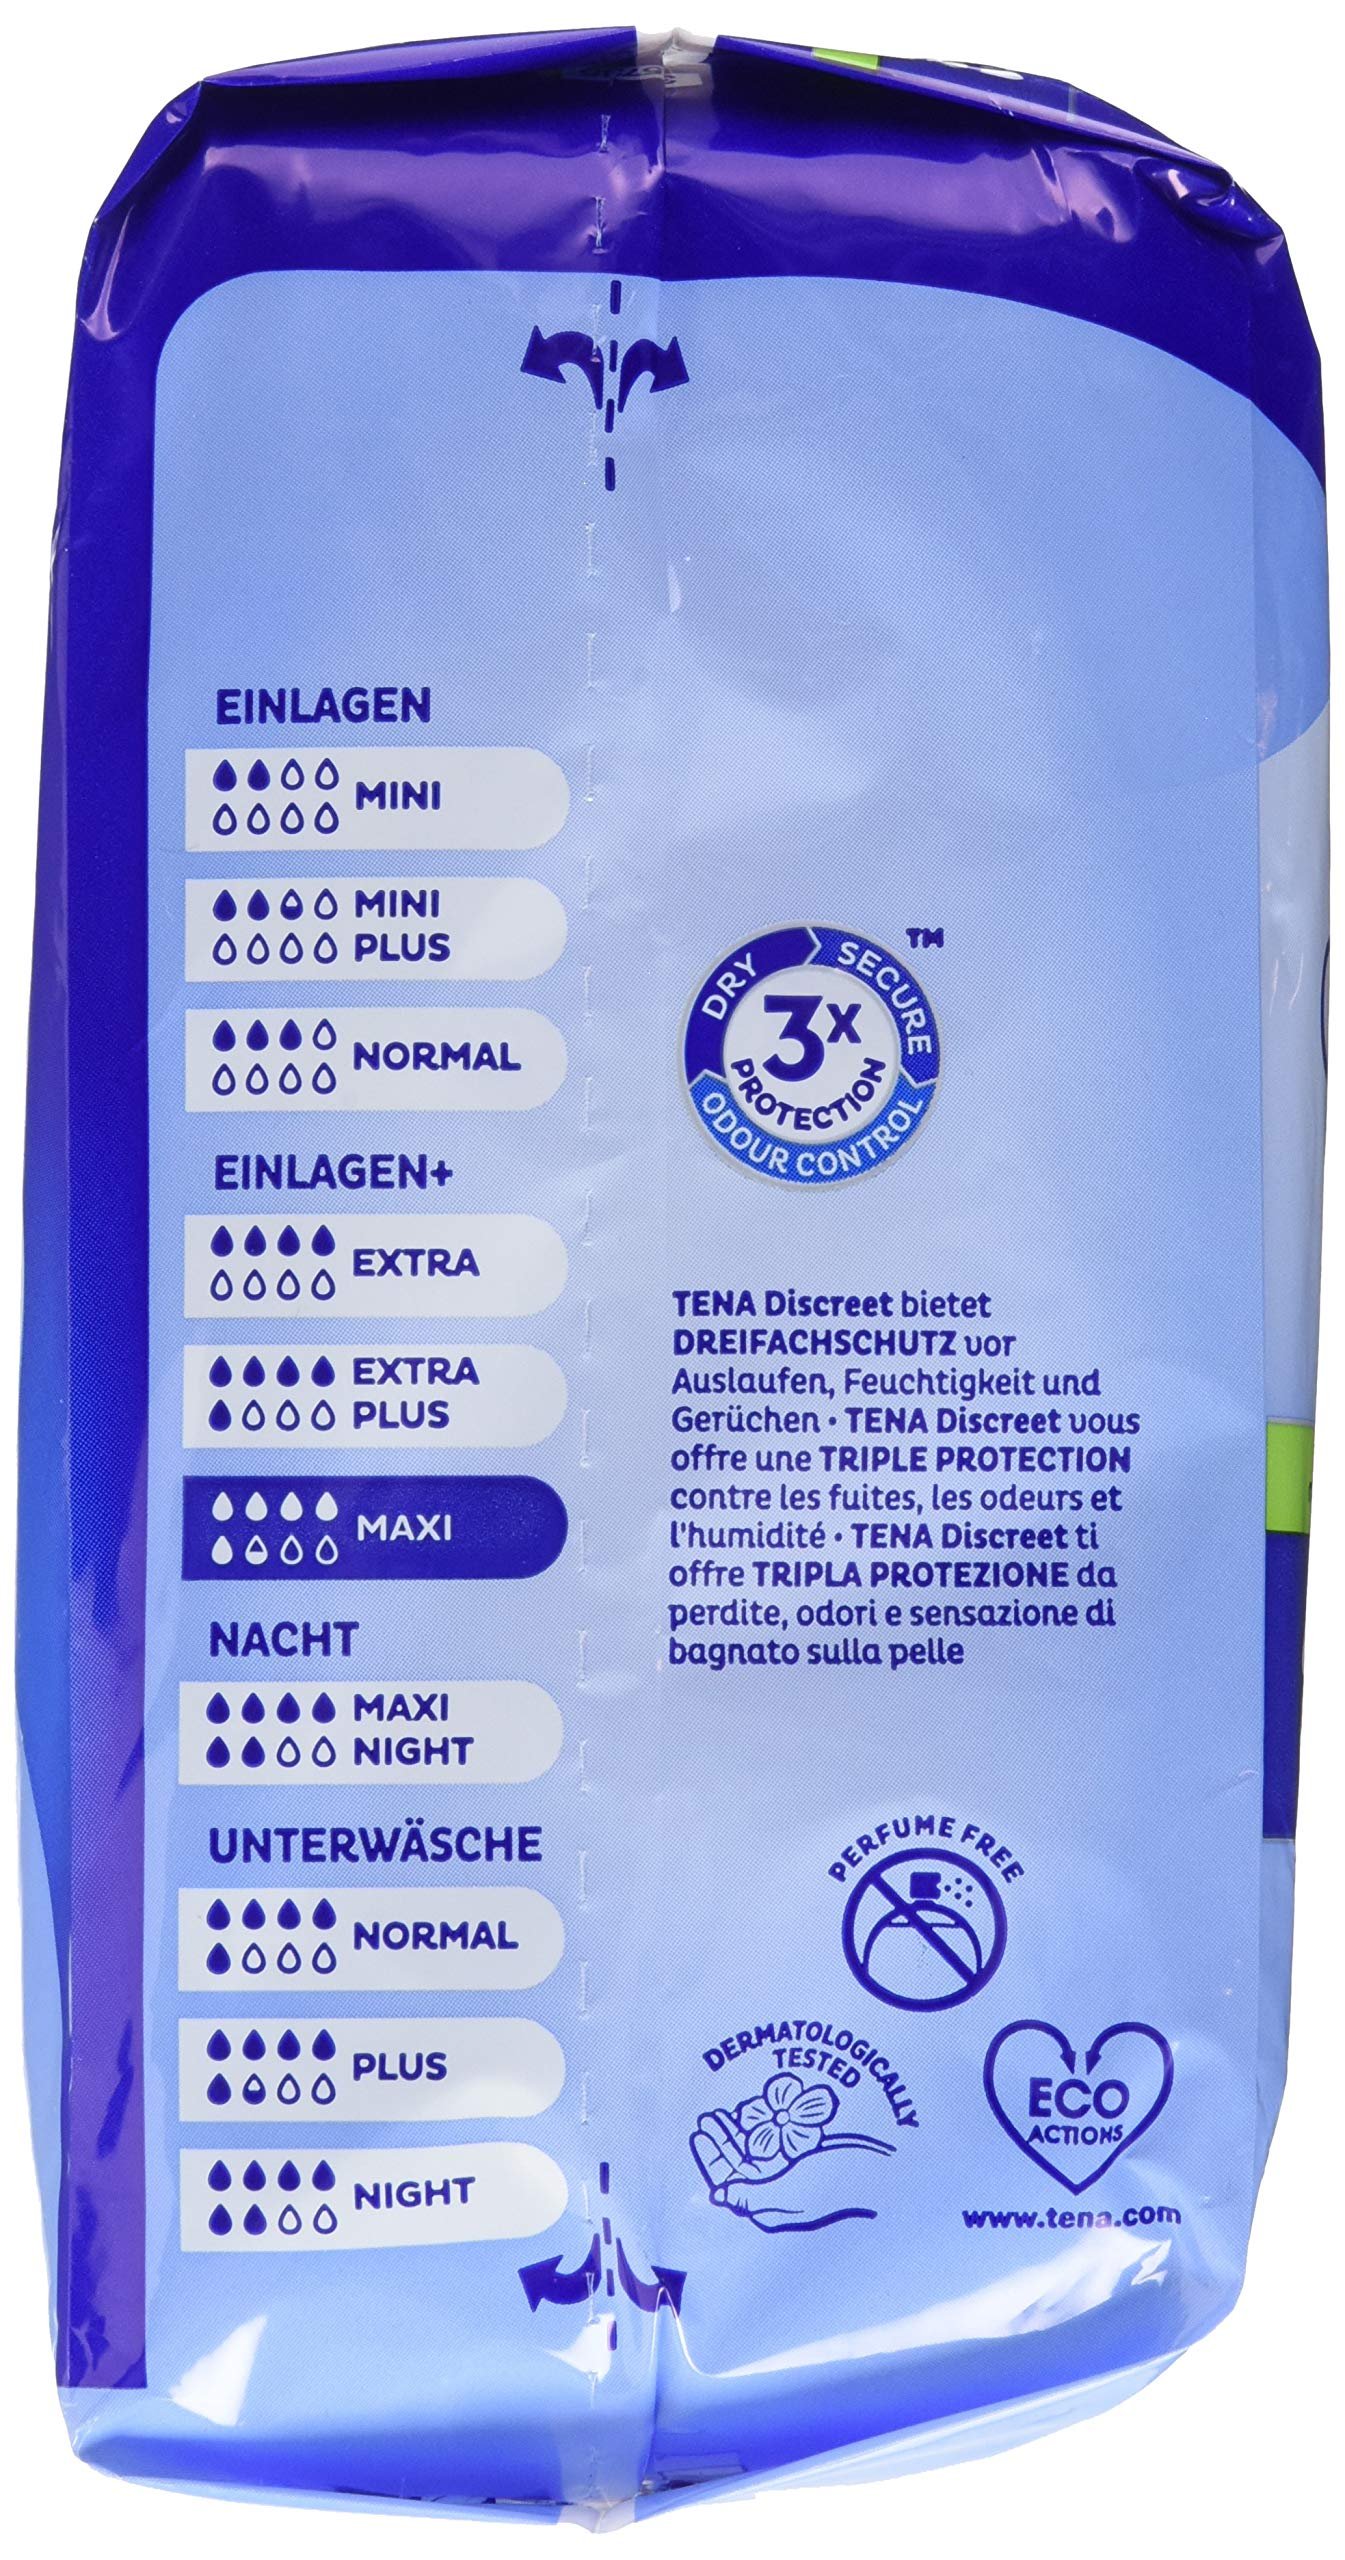 EINLAGEN
MINI
MINI
PLUS
NORMAL
EINLAGEN+
EXTRA
EXTRA
PLUS
MAXI
NACHT
MAXI
NIGHT
UNTERWÄSCHE
NORMAL
PLUS
NIGHT
TM
DRY
SECURE
3x
PROTECTION
ODOUR CONTROL
TENA Discreet bietet
DREIFACHSCHUTZ vor
Auslaufen, Feuchtigkeit und
Gerüchen • TENA Discreet vous
offre une TRIPLE PROTECTION
contre les fuites, les odeurs et
l'humidité • TENA Discreet ti
offre TRIPLA PROTEZIONE da
perdite, odori e sensazione di
bagnato sulla pelle
PERFUME FREE
DERMATOLOGICALLY
TESTED
ECO
ACTIONS
www.tena.com